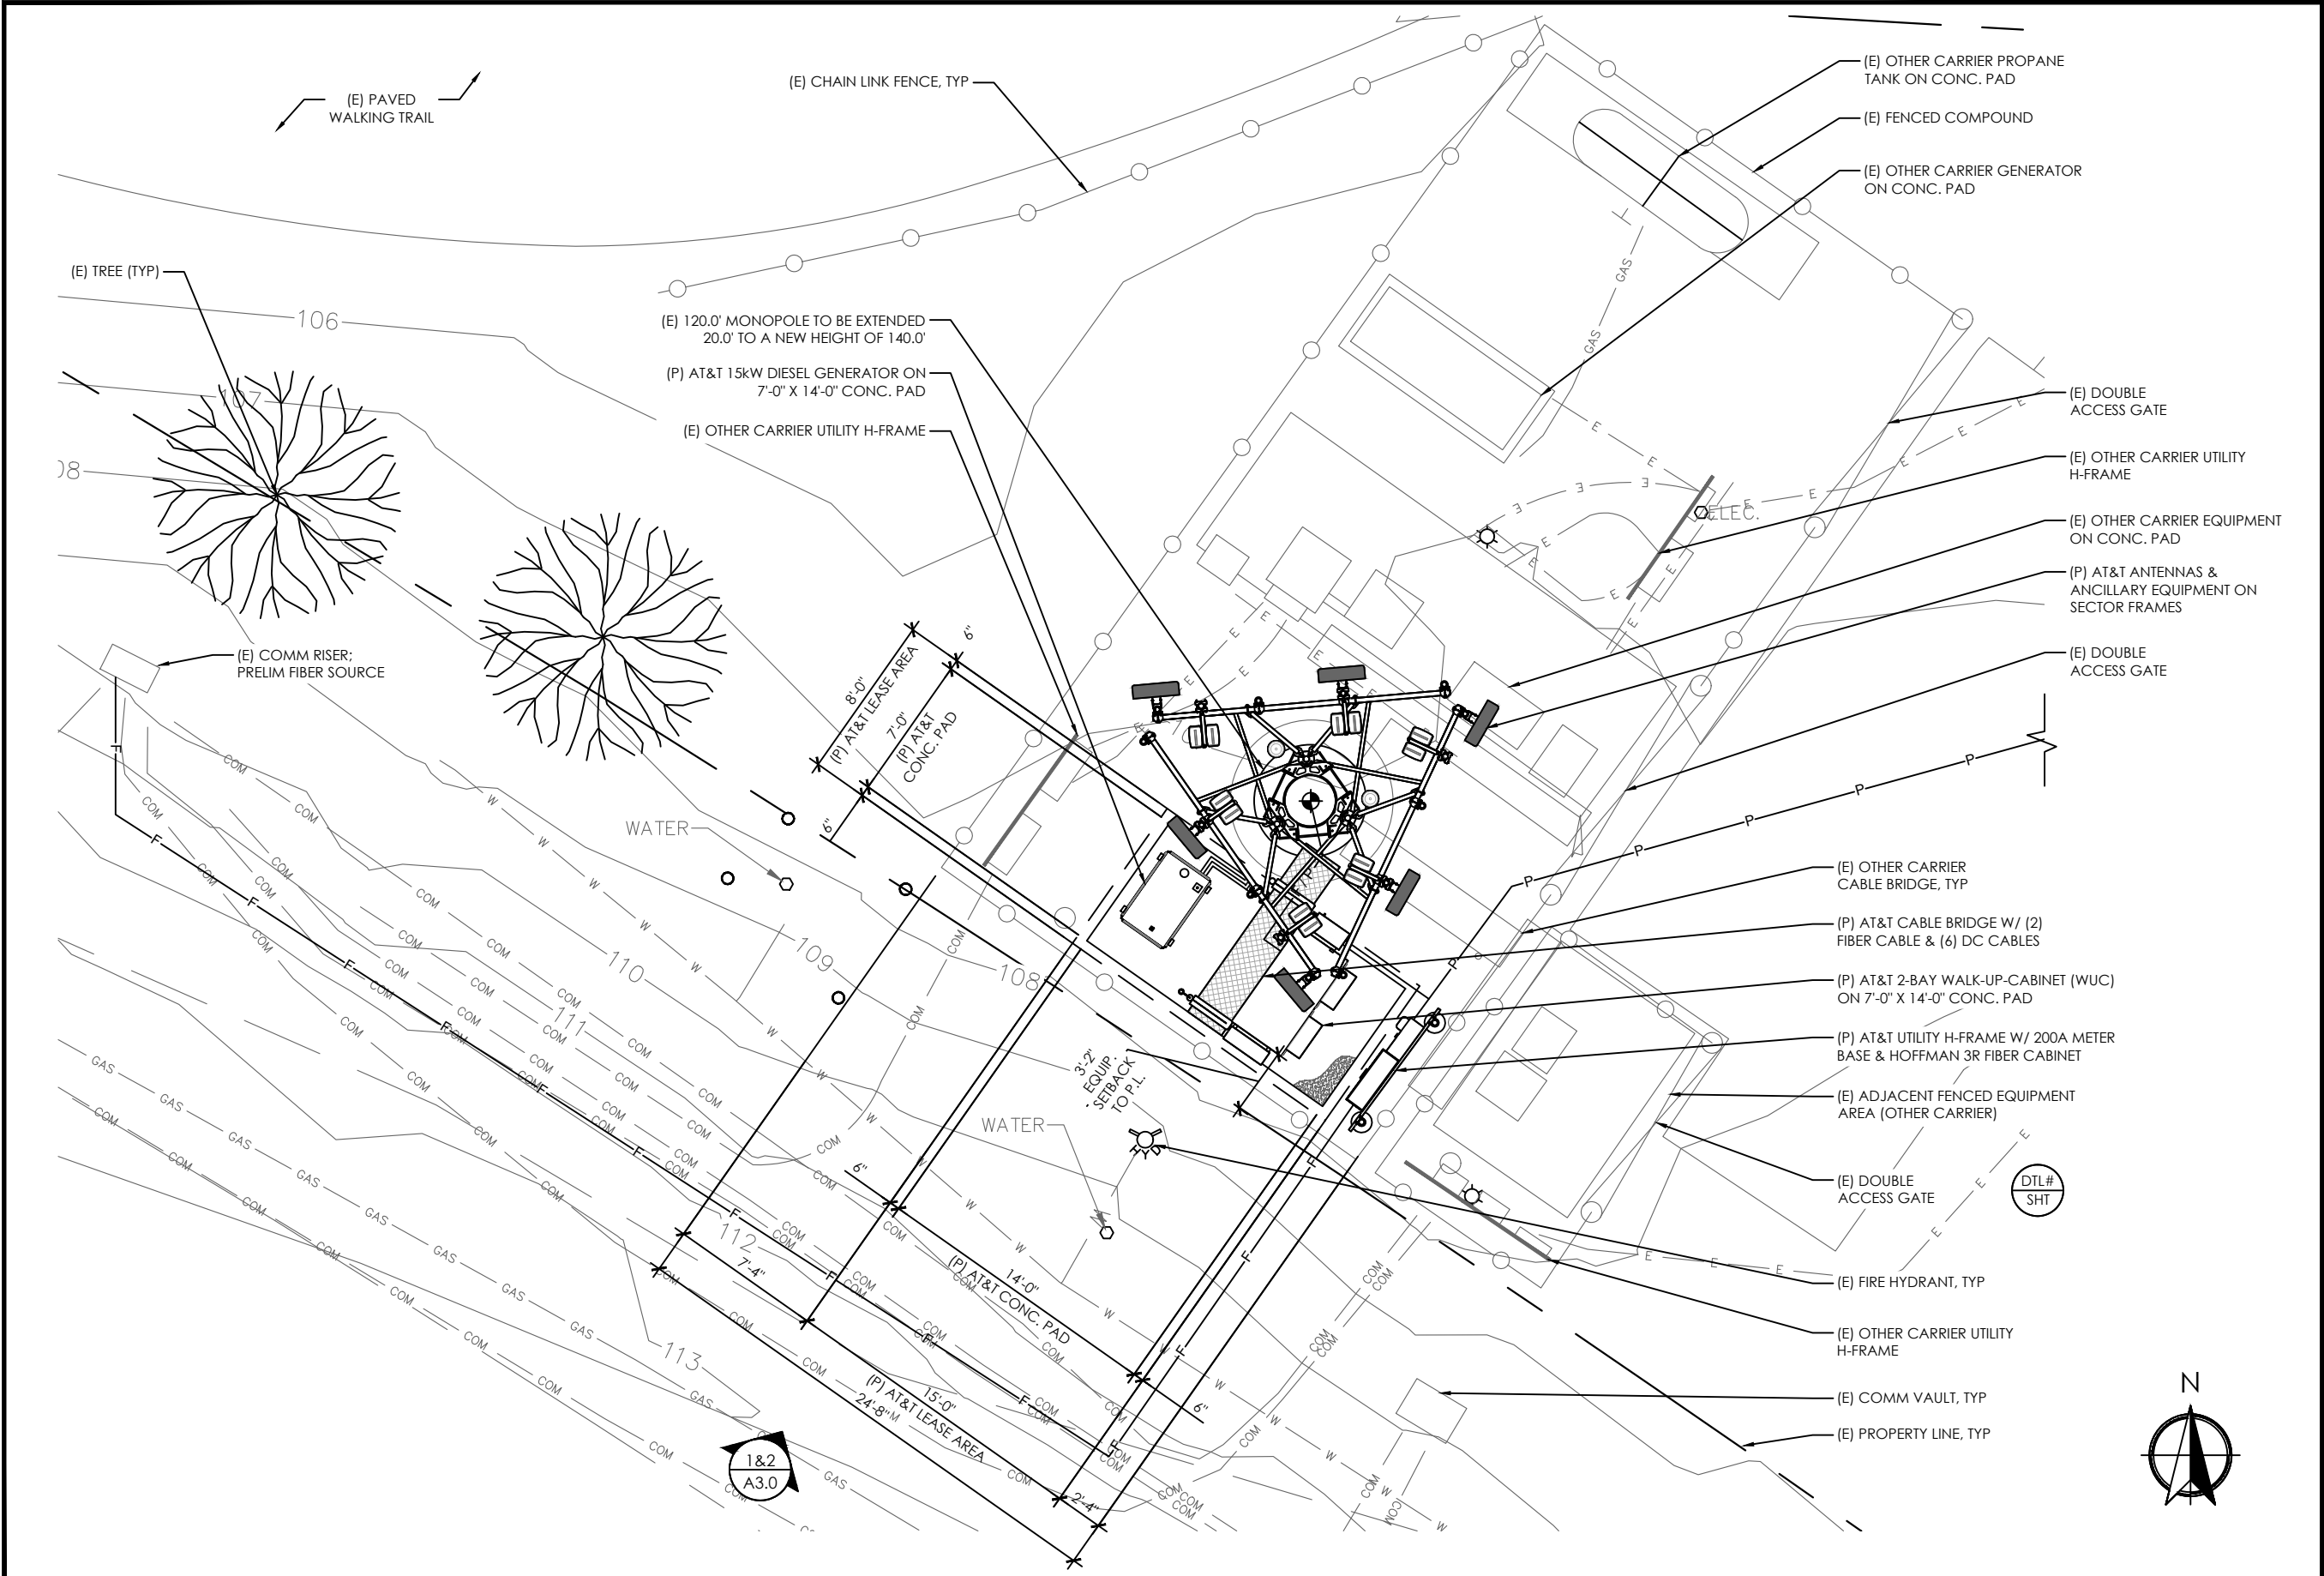 (E) PAVED
WALKING TRAIL
(E) CHAIN LINK FENCE, TYP
(E) OTHER CARRIER PROPANE
TANK ON CONC. PAD
(E) FENCED COMPOUND
(E) OTHER CARRIER GENERATOR
ON CONC. PAD
(E) TREE (TYP)
106
107
(E) 120.0' MONOPOLE TO BE EXTENDED
20.0' TO A NEW HEIGHT OF 140.0'
(P) AT&T 15kW DIESEL GENERATOR ON
7'-0" X 14'-0" CONC. PAD
(E) OTHER CARRIER UTILITY H-FRAME
GAS
GAS
(E) DOUBLE
ACCESS GATE
(E) OTHER CARRIER UTILITY
H-FRAME
ELEC.
(E) OTHER CARRIER EQUIPMENT
ON CONC. PAD
(P) AT&T ANTENNAS &
ANCILLARY EQUIPMENT ON
SECTOR FRAMES
(E) DOUBLE
ACCESS GATE
(E) COMM RISER;
PRELIM FIBER SOURCE
8'-0"
(P) AT&T LEASE AREA
7'-0"
(P) AT&T
CONC. PAD
6"
6"
WATER
109
110
108
111
(E) OTHER CARRIER
CABLE BRIDGE, TYP
(P) AT&T CABLE BRIDGE W/ (2)
FIBER CABLE & (6) DC CABLES
(P) AT&T 2-BAY WALK-UP-CABINET (WUC)
ON 7'-0" X 14'-0" CONC. PAD
(P) AT&T UTILITY H-FRAME W/ 200A METER
BASE & HOFFMAN 3R FIBER CABINET
(E) ADJACENT FENCED EQUIPMENT
AREA (OTHER CARRIER)
(E) DOUBLE
ACCESS GATE
DTL#
SHT
3'-2"
EQUIP.
SETBACK
TO P.L.
WATER
HYD
6"
112
7'-4"
14'-0"
(P) AT&T CONC. PAD
15'-0"
(P) AT&T LEASE AREA
24'-8"
6"
2'-4"
113
1&2
A3.0
(E) FIRE HYDRANT, TYP
(E) OTHER CARRIER UTILITY
H-FRAME
(E) COMM VAULT, TYP
(E) PROPERTY LINE, TYP
N